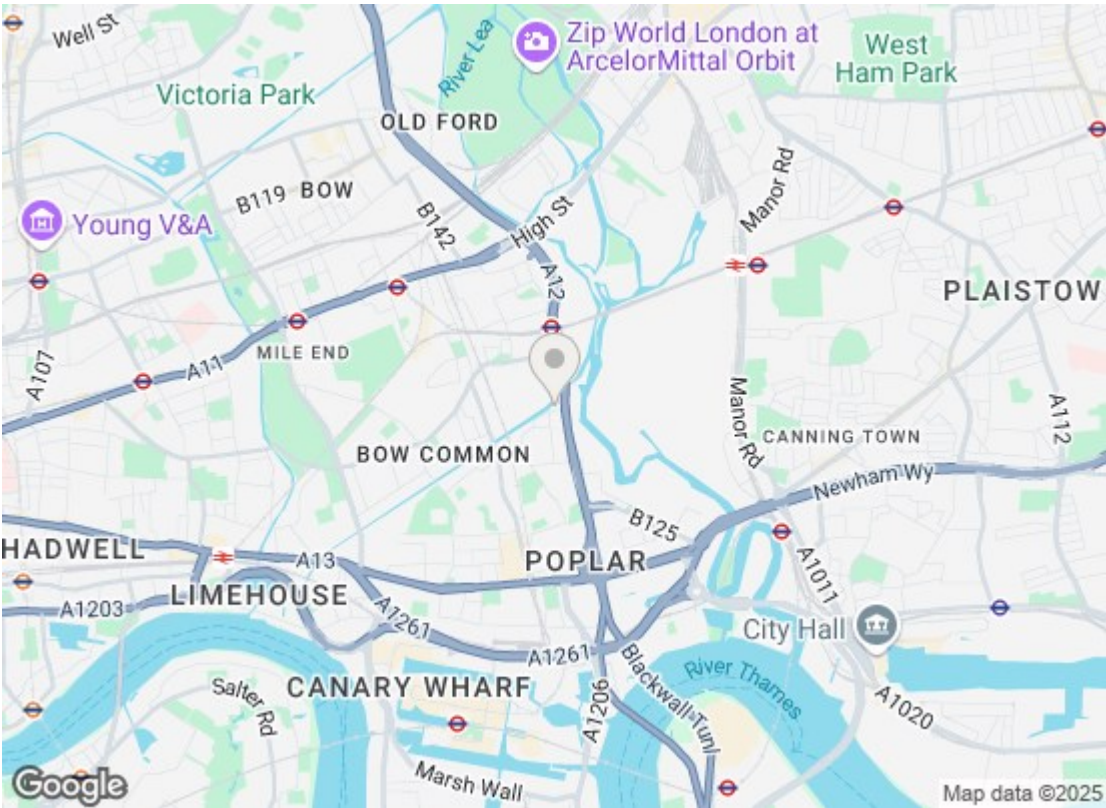 Well St
River Lea
Zip World London at
ArcelorMittal Orbit
West
Ham Park
Victoria Park
OLD FORD
Manor Rd
B119
BOW
B142
High St
Young V&A
A12
PLAISTOW
MILE END
A11
A107
Manor Rd
A112
CANNING TOWN
BOW COMMON
Newham Wy
B125
HADWELL
A13
POPLAR
A1011
LIMEHOUSE
A1203
A1261
City Hall
A1261
Blackwall Tunl
River Thames
Salter Rd
CANARY WHARF
A1206
A1020
Marsh Wall
Google
Map data ©2025